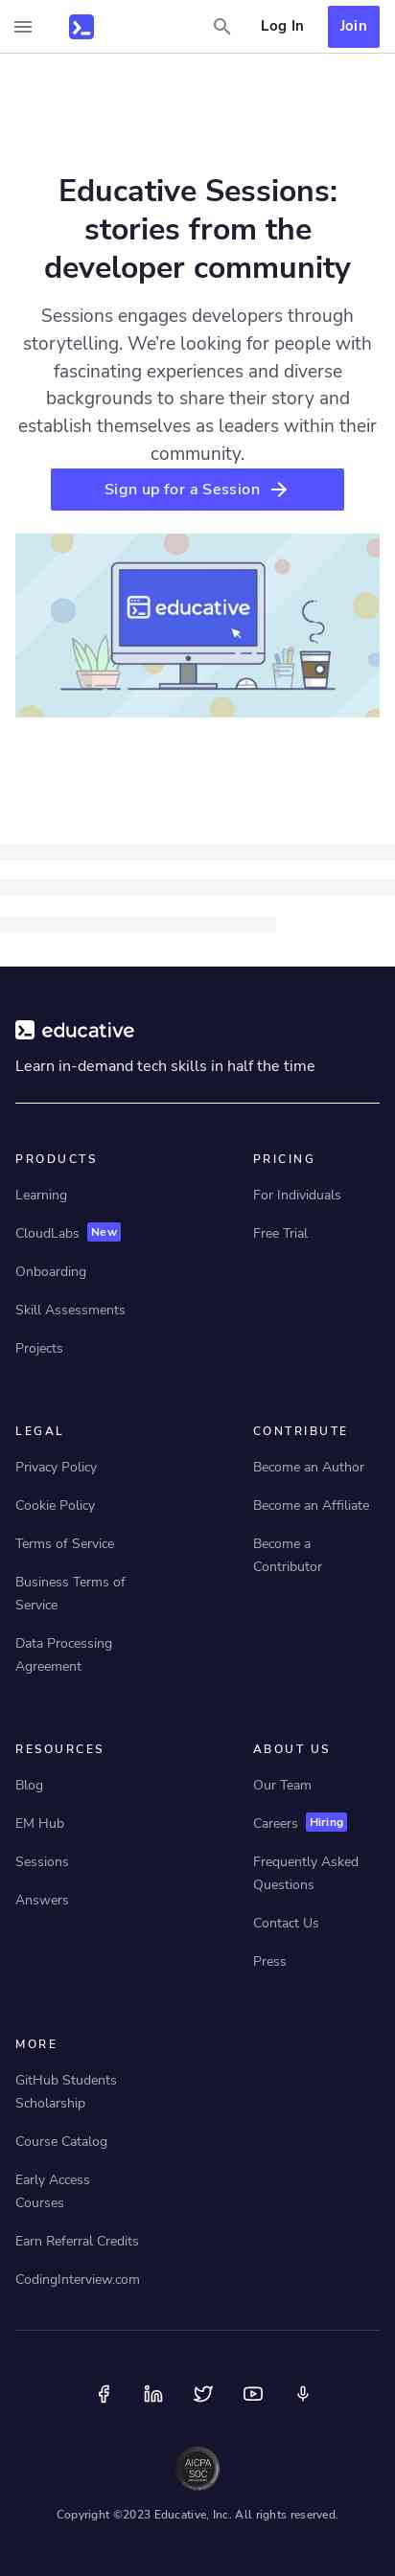 Log In
Join
Educative Sessions:
stories from the
developer community
Sessions engages developers through
storytelling. We’re looking for people with
fascinating experiences and diverse
backgrounds to share their story and
establish themselves as leaders within their
community.
Sign up for a Session
educative
educative
Learn in-demand tech skills in half the time
PRODUCTS
Learning
CloudLabs New
Onboarding
Skill Assessments
Projects
PRICING
For Individuals
Free Trial
LEGAL
Privacy Policy
Cookie Policy
Terms of Service
Business Terms of
Service
Data Processing
Agreement
CONTRIBUTE
Become an Author
Become an Affiliate
Become a
Contributor
RESOURCES
Blog
EM Hub
Sessions
Answers
ABOUT US
Our Team
Careers Hiring
Frequently Asked
Questions
Contact Us
Press
MORE
GitHub Students
Scholarship
Course Catalog
Early Access
Courses
Earn Referral Credits
CodingInterview.com
AICPA
SOC
Copyright ©2023 Educative, Inc. All rights reserved.